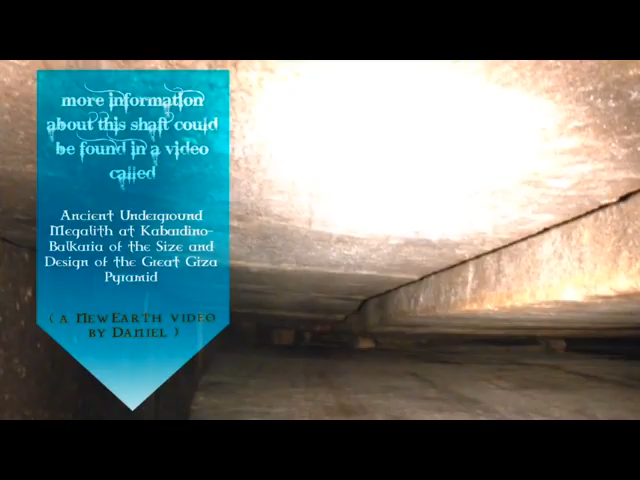 more information
about this shaft could
be found in a video
called
Ancient Underground
Megalith at Kabardino-
Balkaria of the Size and
Design of the Great Giza
Pyramid
( a NewEarth video
by Daniel )